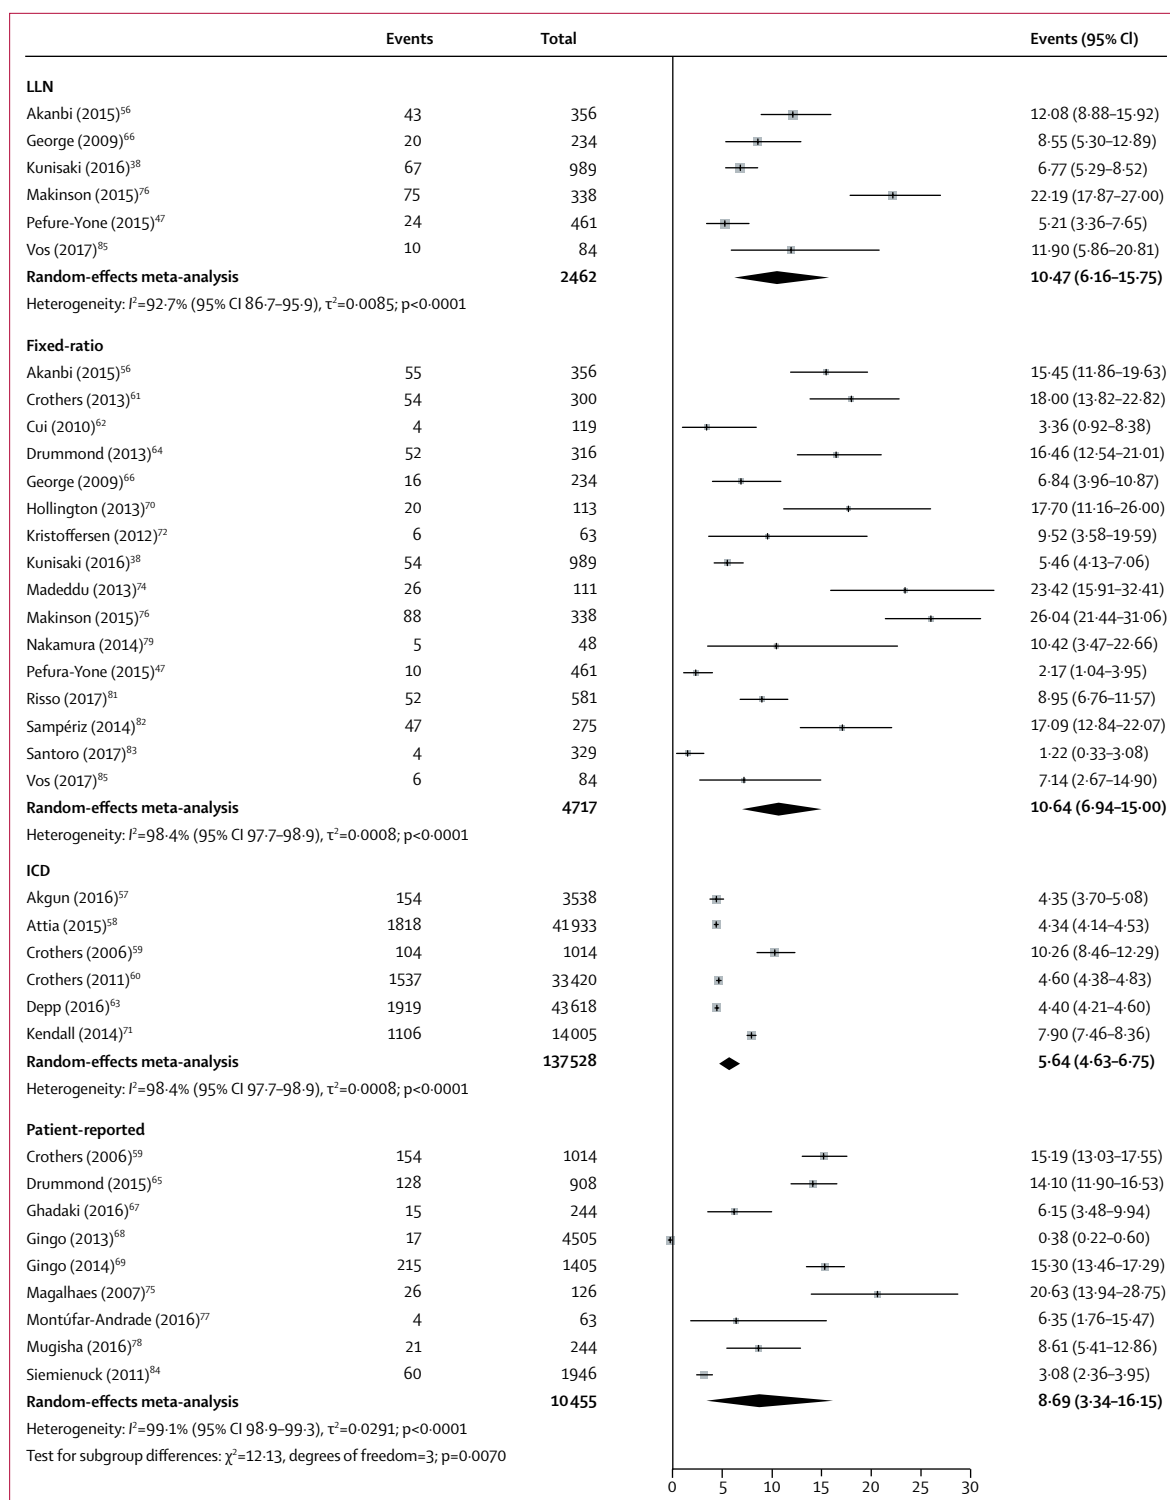 Events Total Events (95% CI)
LLN
Akanbi (2015)⁵⁶ 43 356 12·08 (8·88–15·92)
George (2009)⁶⁶ 20 234 8·55 (5·30–12·89)
Kunisaki (2016)³⁸ 67 989 6·77 (5·29–8·52)
Makinson (2015)⁷⁶ 75 338 22·19 (17·87–27·00)
Pefure-Yone (2015)⁴⁷ 24 461 5·21 (3·36–7·65)
Vos (2017)⁸⁵ 10 84 11·90 (5·86–20·81)
Random-effects meta-analysis 2462 10·47 (6·16–15·75)
Heterogeneity: I²=92·7% (95% CI 86·7–95·9), τ²=0·0085; p<0·0001
Fixed-ratio
Akanbi (2015)⁵⁶ 55 356 15·45 (11·86–19·63)
Crothers (2013)⁶¹ 54 300 18·00 (13·82–22·82)
Cui (2010)⁶² 4 119 3·36 (0·92–8·38)
Drummond (2013)⁶⁴ 52 316 16·46 (12·54–21·01)
George (2009)⁶⁶ 16 234 6·84 (3·96–10·87)
Hollington (2013)⁷⁰ 20 113 17·70 (11·16–26·00)
Kristoffersen (2012)⁷² 6 63 9·52 (3·58–19·59)
Kunisaki (2016)³⁸ 54 989 5·46 (4·13–7·06)
Madeddu (2013)⁷⁴ 26 111 23·42 (15·91–32·41)
Makinson (2015)⁷⁶ 88 338 26·04 (21·44–31·06)
Nakamura (2014)⁷⁹ 5 48 10·42 (3·47–22·66)
Pefura-Yone (2015)⁴⁷ 10 461 2·17 (1·04–3·95)
Risso (2017)⁸¹ 52 581 8·95 (6·76–11·57)
Sampériz (2014)⁸² 47 275 17·09 (12·84–22·07)
Santoro (2017)⁸³ 4 329 1·22 (0·33–3·08)
Vos (2017)⁸⁵ 6 84 7·14 (2·67–14·90)
Random-effects meta-analysis 4717 10·64 (6·94–15·00)
Heterogeneity: I²=98·4% (95% CI 97·7–98·9), τ²=0·0008; p<0·0001
ICD
Akgun (2016)⁵⁷ 154 3538 4·35 (3·70–5·08)
Attia (2015)⁵⁸ 1818 41 933 4·34 (4·14–4·53)
Crothers (2006)⁵⁹ 104 1014 10·26 (8·46–12·29)
Crothers (2011)⁶⁰ 1537 33 420 4·60 (4·38–4·83)
Depp (2016)⁶³ 1919 43 618 4·40 (4·21–4·60)
Kendall (2014)⁷¹ 1106 14 005 7·90 (7·46–8·36)
Random-effects meta-analysis 137 528 5·64 (4·63–6·75)
Heterogeneity: I²=98·4% (95% CI 97·7–98·9), τ²=0·0008; p<0·0001
Patient-reported
Crothers (2006)⁵⁹ 154 1014 15·19 (13·03–17·55)
Drummond (2015)⁶⁵ 128 908 14·10 (11·90–16·53)
Ghadaki (2016)⁶⁷ 15 244 6·15 (3·48–9·94)
Gingo (2013)⁶⁸ 17 4505 0·38 (0·22–0·60)
Gingo (2014)⁶⁹ 215 1405 15·30 (13·46–17·29)
Magalhaes (2007)⁷⁵ 26 126 20·63 (13·94–28·75)
Montúfar-Andrade (2016)⁷⁷ 4 63 6·35 (1·76–15·47)
Mugisha (2016)⁷⁸ 21 244 8·61 (5·41–12·86)
Siemienuck (2011)⁸⁴ 60 1946 3·08 (2·36–3·95)
Random-effects meta-analysis 10 455 8·69 (3·34–16·15)
Heterogeneity: I²=99·1% (95% CI 98·9–99·3), τ²=0·0291; p<0·0001
Test for subgroup differences: χ²=12·13, degrees of freedom=3; p=0·0070
0 5 10 15 20 25 30